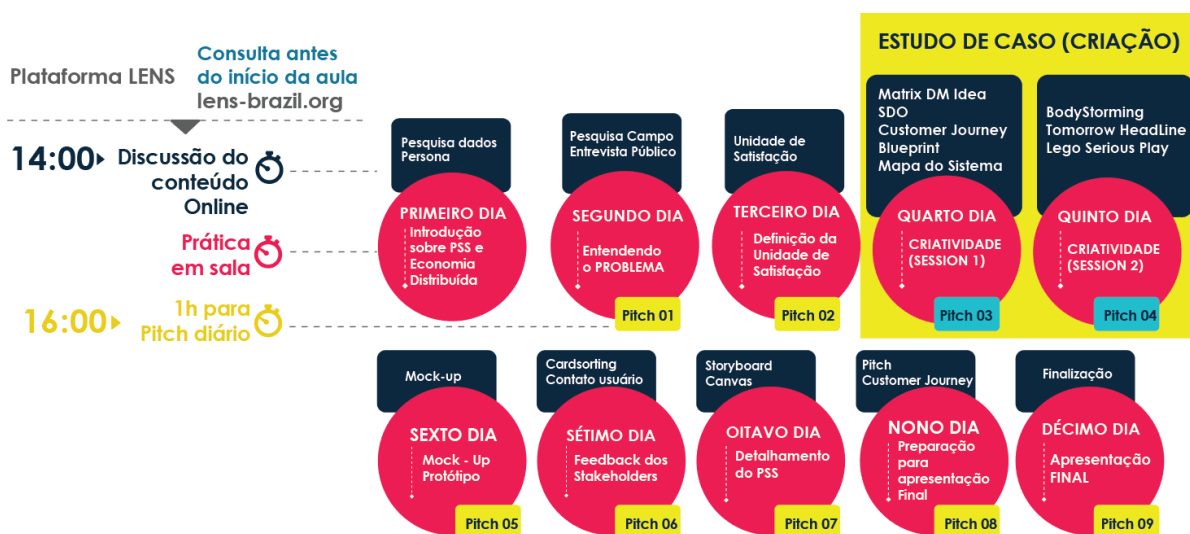 Plataforma LENS
Consulta antes
do início da aula
lens-brazil.org
14:00
Discussão do
conteúdo
Online
Prática
em sala
16:00
1h para
Pitch diário
ESTUDO DE CASO (CRIAÇÃO)
Pesquisa dados
Persona
PRIMEIRO DIA
Introdução
sobre PSS e
Economia
Distribuída
Pesquisa Campo
Entrevista Público
SEGUNDO DIA
Entendendo
o PROBLEMA
Pitch 01
Unidade de
Satisfação
TERCEIRO DIA
Definição da
Unidade de
Satisfação
Pitch 02
Matrix DM Idea
SDO
Customer Journey
Blueprint
Mapa do Sistema
QUARTO DIA
CRIATIVIDADE
(SESSION 1)
Pitch 03
BodyStorming
Tomorrow HeadLine
Lego Serious Play
QUINTO DIA
CRIATIVIDADE
(SESSION 2)
Pitch 04
Mock-up
SEXTO DIA
Mock - Up
Protótipo
Pitch 05
Cardsorting
Contato usuário
SÉTIMO DIA
Feedback dos
Stakeholders
Pitch 06
Storyboard
Canvas
OITAVO DIA
Detalhamento
do PSS
Pitch 07
Pitch
Customer Journey
NONO DIA
Preparação
para
apresentação
Final
Pitch 08
Finalização
DÉCIMO DIA
Apresentação
FINAL
Pitch 09